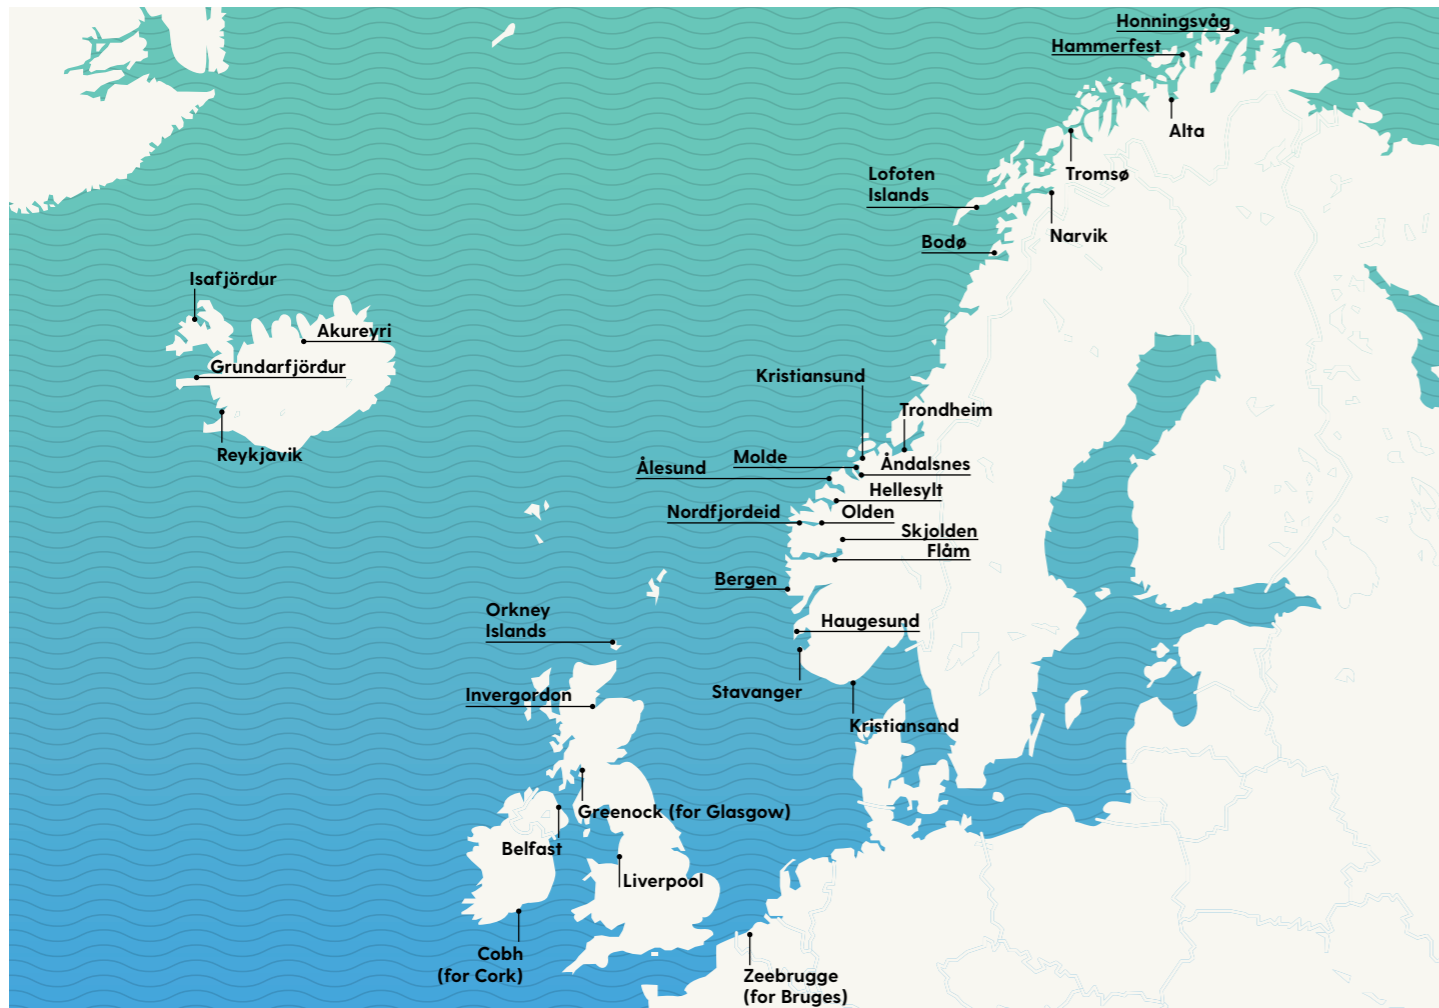 Honningsvåg
Hammerfest
Alta
Tromsø
Lofoten
Islands
Narvik
Bodø
Isafjördur
Akureyri
Grundarfjörður
Reykjavik
Kristiansund
Trondheim
Molde
Åndalsnes
Ålesund
Hellesylt
Nordfjordeid
Olden
Skjolden
Flåm
Bergen
Orkney
Islands
Haugesund
Stavanger
Invergordon
Kristiansand
Greenock (for Glasgow)
Belfast
Liverpool
Cobh
(for Cork)
Zeebrugge
(for Bruges)